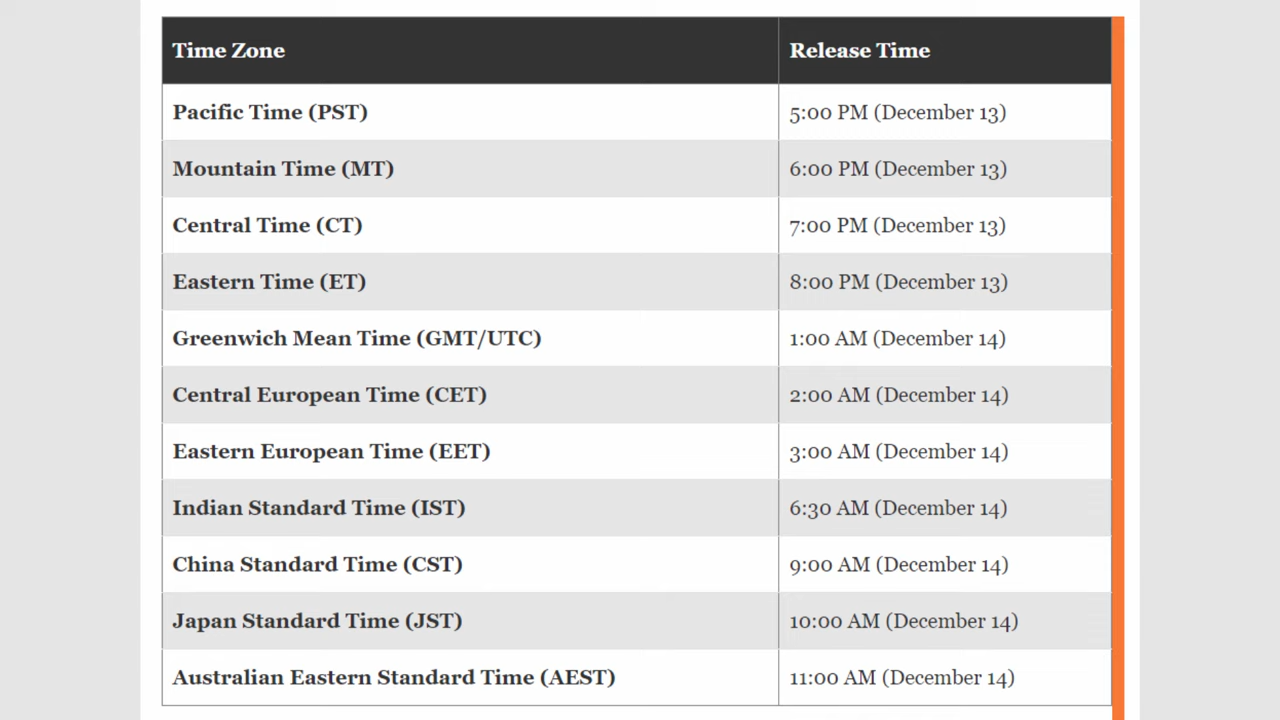 Time Zone Release Time
Pacific Time (PST) 5:00 PM (December 13)
Mountain Time (MT) 6:00 PM (December 13)
Central Time (CT) 7:00 PM (December 13)
Eastern Time (ET) 8:00 PM (December 13)
Greenwich Mean Time (GMT/UTC) 1:00 AM (December 14)
Central European Time (CET) 2:00 AM (December 14)
Eastern European Time (EET) 3:00 AM (December 14)
Indian Standard Time (IST) 6:30 AM (December 14)
China Standard Time (CST) 9:00 AM (December 14)
Japan Standard Time (JST) 10:00 AM (December 14)
Australian Eastern Standard Time (AEST) 11:00 AM (December 14)